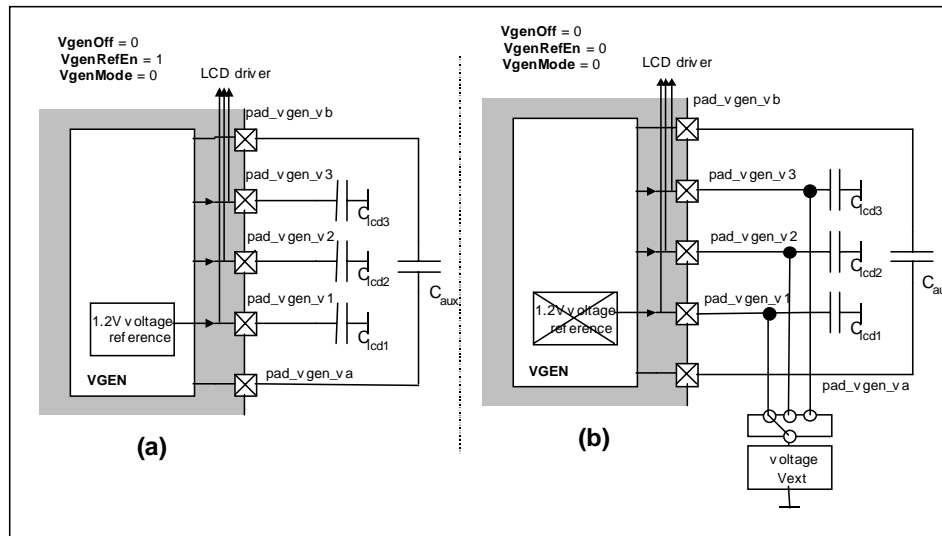 VgenOff = 0
VgenRefEn = 1
VgenMode = 0
LCD driver
pad_vgen_vb
pad_vgen_v3
Clcd3
pad_vgen_v2
Clcd2
Caux
pad_vgen_v1
1.2V voltage
reference
Clcd1
VGEN
pad_vgen_va
(a)
VgenOff = 0
VgenRefEn = 0
VgenMode = 0
LCD driver
pad_vgen_vb
pad_vgen_v3
Clcd3
pad_vgen_v2
Clcd2
Cau
pad_vgen_v1
1.2V voltage
reference
Clcd1
VGEN
pad_vgen_va
(b)
voltage
Vext